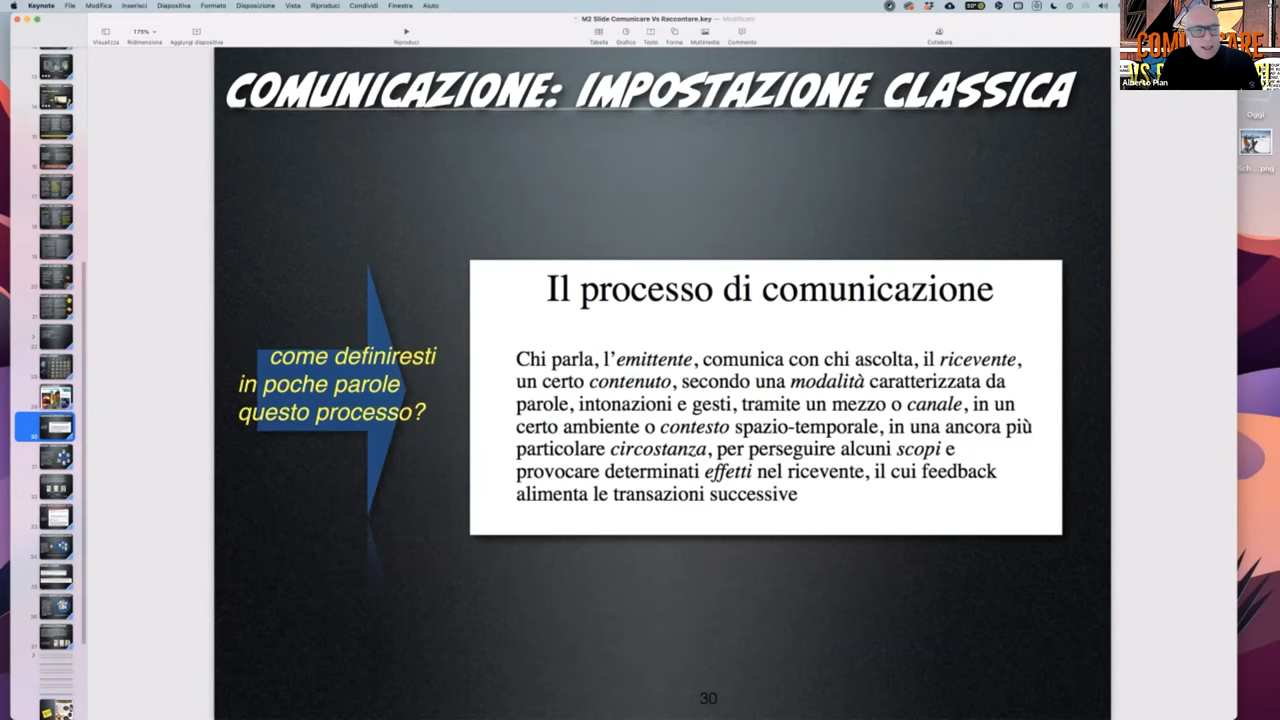 Keynote File Modifica Inserisci Diapositiva Formato Disposizione Vista Riproduci Condividi Finestra Aiuto
M2 Slide Comunicare Vs Raccontare.key — Modificato
175%
Visualizza Ridimensiona Aggiungi diapositiva Riproduci Tabella Grafico Testo Forma Multimedia Commento Collabora
COMUNICARE
Alberto Pian
Oggi
COMUNICAZIONE: IMPOSTAZIONE CLASSICA
come definiresti
in poche parole
questo processo?
Il processo di comunicazione
Chi parla, l’emittente, comunica con chi ascolta, il ricevente,
un certo contenuto, secondo una modalità caratterizzata da
parole, intonazioni e gesti, tramite un mezzo o canale, in un
certo ambiente o contesto spazio-temporale, in una ancora più
particolare circostanza, per perseguire alcuni scopi e
provocare determinati effetti nel ricevente, il cui feedback
alimenta le transazioni successive
30